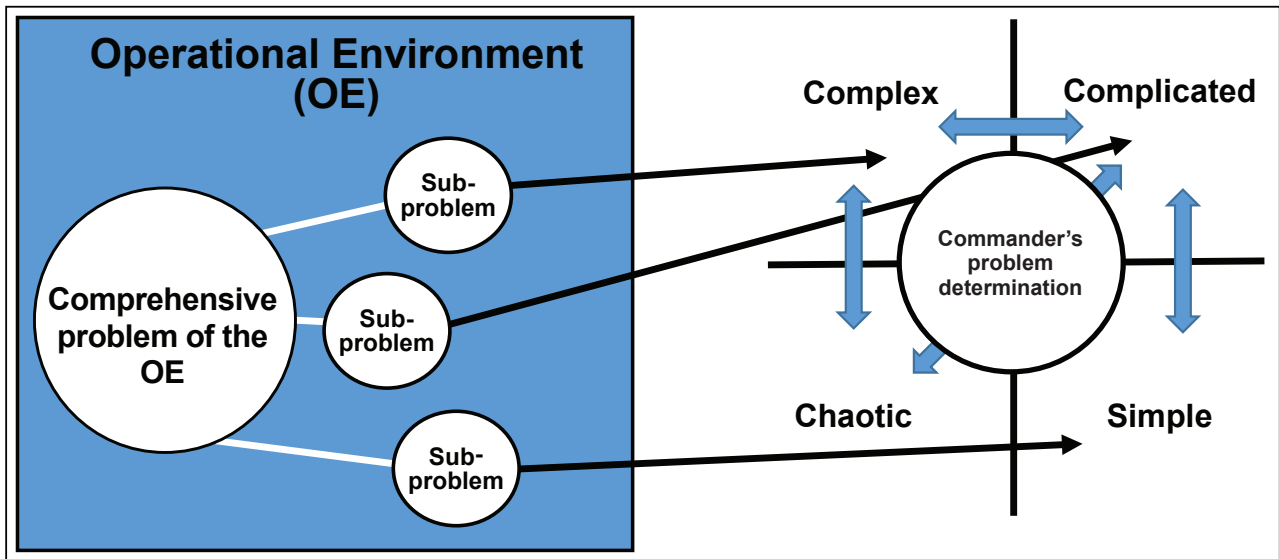 Operational Environment
(OE)
Comprehensive
problem of the
OE
Sub-
problem
Sub-
problem
Sub-
problem
Complex
Complicated
Commander's
problem
determination
Chaotic
Simple